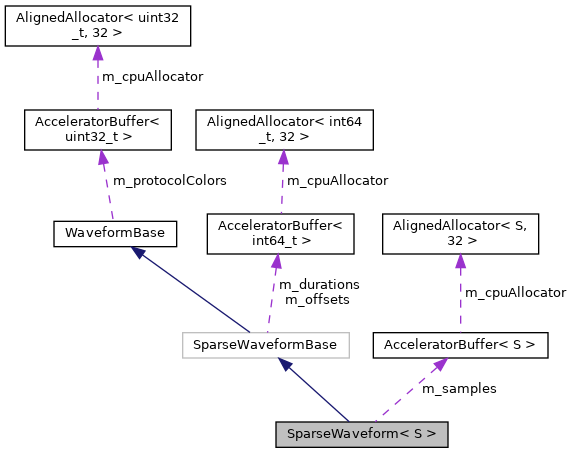 AlignedAllocator< uint32
_t, 32 >
m_cpuAllocator
AcceleratorBuffer<
uint32_t >
AlignedAllocator< int64
_t, 32 >
m_protocolColors
m_cpuAllocator
WaveformBase
AcceleratorBuffer<
int64_t >
AlignedAllocator< S,
32 >
m_durations
m_offsets
m_cpuAllocator
SparseWaveformBase
AcceleratorBuffer< S >
m_samples
SparseWaveform< S >